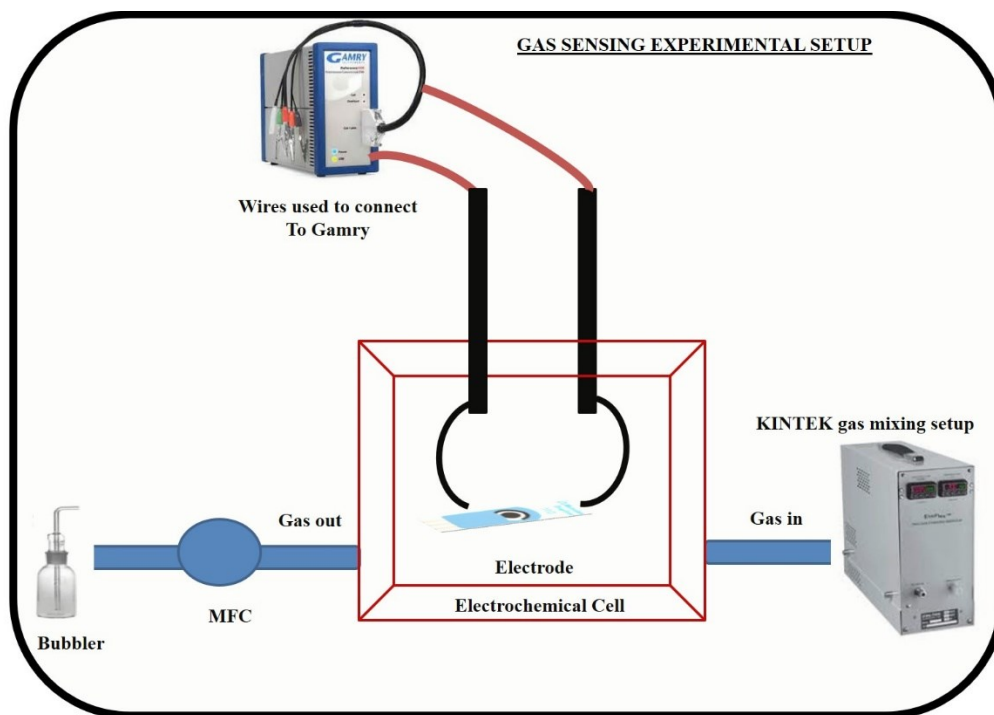 GAS SENSING EXPERIMENTAL SETUP
GAMRY
Wires used to connect
To Gamry
KINTEK gas mixing setup
Gas out
Gas in
Electrode
MFC
Electrochemical Cell
Bubbler